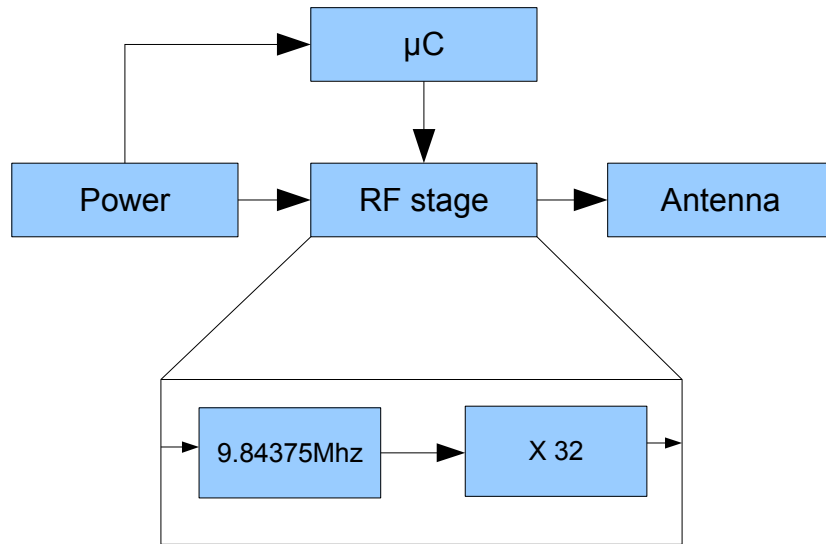 µC
Power
RF stage
Antenna
9.84375Mhz
X 32